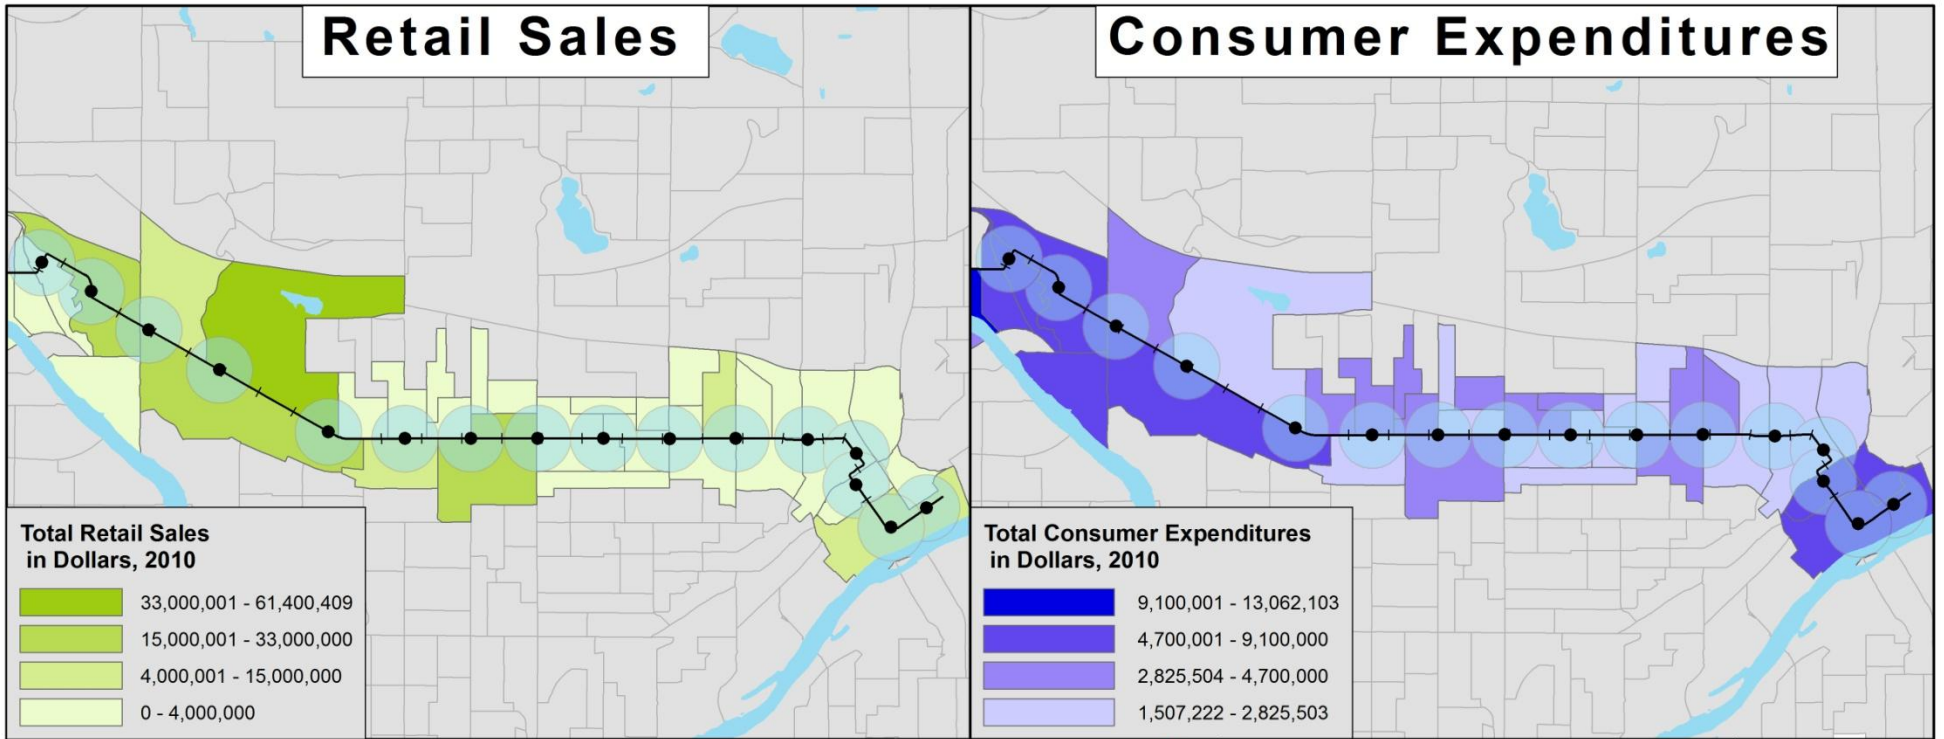 Retail Sales
Total Retail Sales
in Dollars, 2010
33,000,001 - 61,400,409
15,000,001 - 33,000,000
4,000,001 - 15,000,000
0 - 4,000,000
Consumer Expenditures
Total Consumer Expenditures
in Dollars, 2010
9,100,001 - 13,062,103
4,700,001 - 9,100,000
2,825,504 - 4,700,000
1,507,222 - 2,825,503